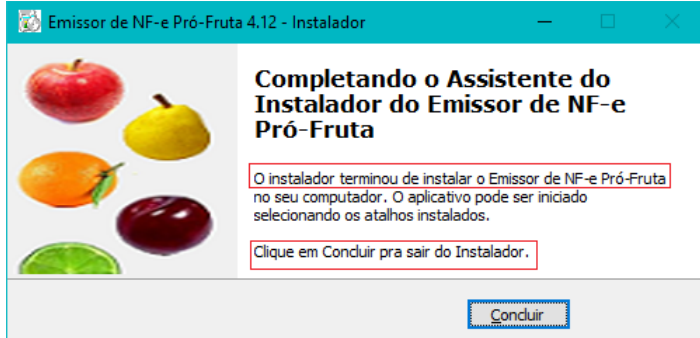 Emissor de NF-e Pró-Fruta 4.12 - Instalador
Completando o Assistente do
Instalador do Emissor de NF-e
Pró-Fruta
O instalador terminou de instalar o Emissor de NF-e Pró-Fruta
no seu computador. O aplicativo pode ser iniciado
selecionando os atalhos instalados.
Clique em Concluir pra sair do Instalador.
Concluir